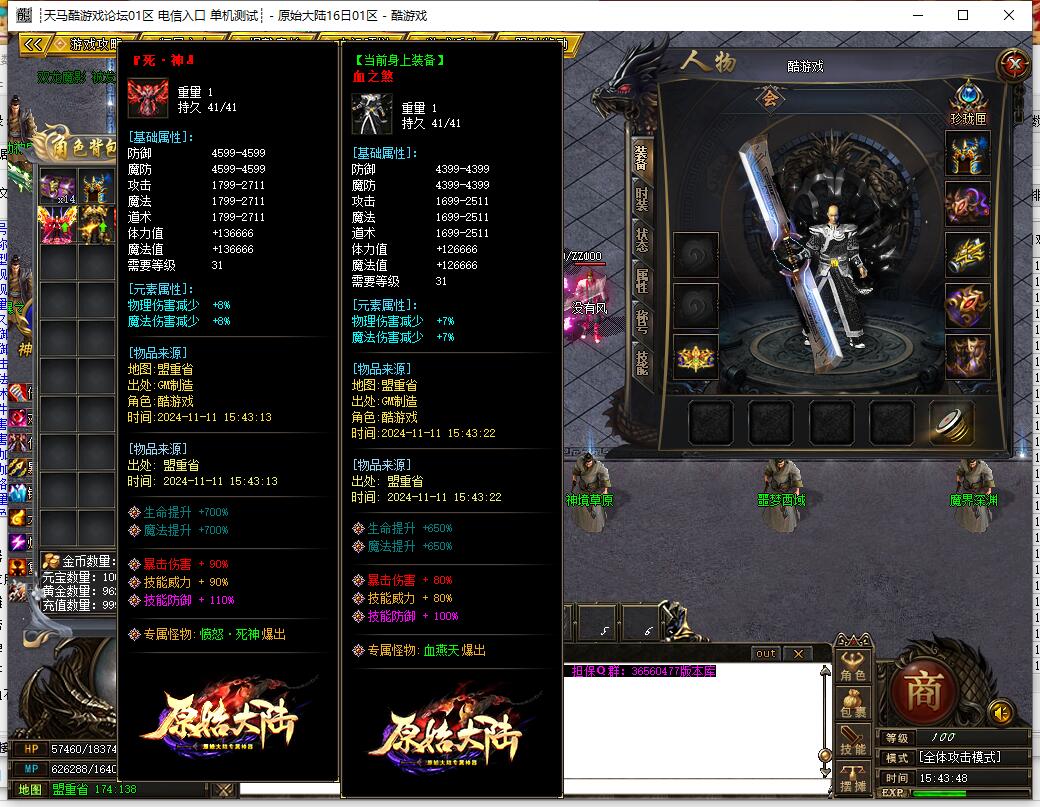 天马酷游戏论坛01区 电信入口 单机测试 - 原始大陆16日01区 - 酷游戏
游戏攻略
『死·神』
重量 1
持久 41/41
[基础属性]:
防御 4599-4599
魔防 4599-4599
攻击 1799-2711
魔法 1799-2711
道术 1799-2711
体力值 +136666
魔法值 +136666
需要等级 31
[元素属性]:
物理伤害减少 +8%
魔法伤害减少 +8%
[物品来源]
地图:盟重省
出处:GM制造
角色:酷游戏
时间:2024-11-11 15:43:13
[物品来源]
出处: 盟重省
时间: 2024-11-11 15:43:13
生命提升 +700%
魔法提升 +700%
暴击伤害 + 90%
技能威力 + 90%
技能防御 + 110%
专属怪物:愤怒·死神爆出
原始大陆
原始大陆专属神器
【当前身上装备】
血之煞
重量 1
持久 41/41
[基础属性]:
防御 4399-4399
魔防 4399-4399
攻击 1699-2511
魔法 1699-2511
道术 1699-2511
体力值 +126666
魔法值 +126666
需要等级 31
[元素属性]:
物理伤害减少 +7%
魔法伤害减少 +7%
[物品来源]
地图:盟重省
出处:GM制造
角色:酷游戏
时间:2024-11-11 15:43:22
[物品来源]
出处: 盟重省
时间: 2024-11-11 15:43:22
生命提升 +650%
魔法提升 +650%
暴击伤害 + 80%
技能威力 + 80%
技能防御 + 100%
专属怪物:血燕天爆出
原始大陆
原始大陆专属神器
角色背包
x14
金币数量:
元宝数量: 10
黄金数量: 96
充值数量: 99
HP 57460/18374
MP 626288/1640
地图 盟重省 174:138
人物
酷游戏
会
珍珑匣
装备
时装
状态
属性
称号
技能
/ZZ100
没有风
神境草原
噩梦西域
魔界深渊
5
6
out
担保Q群: 36560477版本库
角色
包裹
技能
摆摊
商
等级 100
模式 [全体攻击模式]
时间 15:43:48
EXP